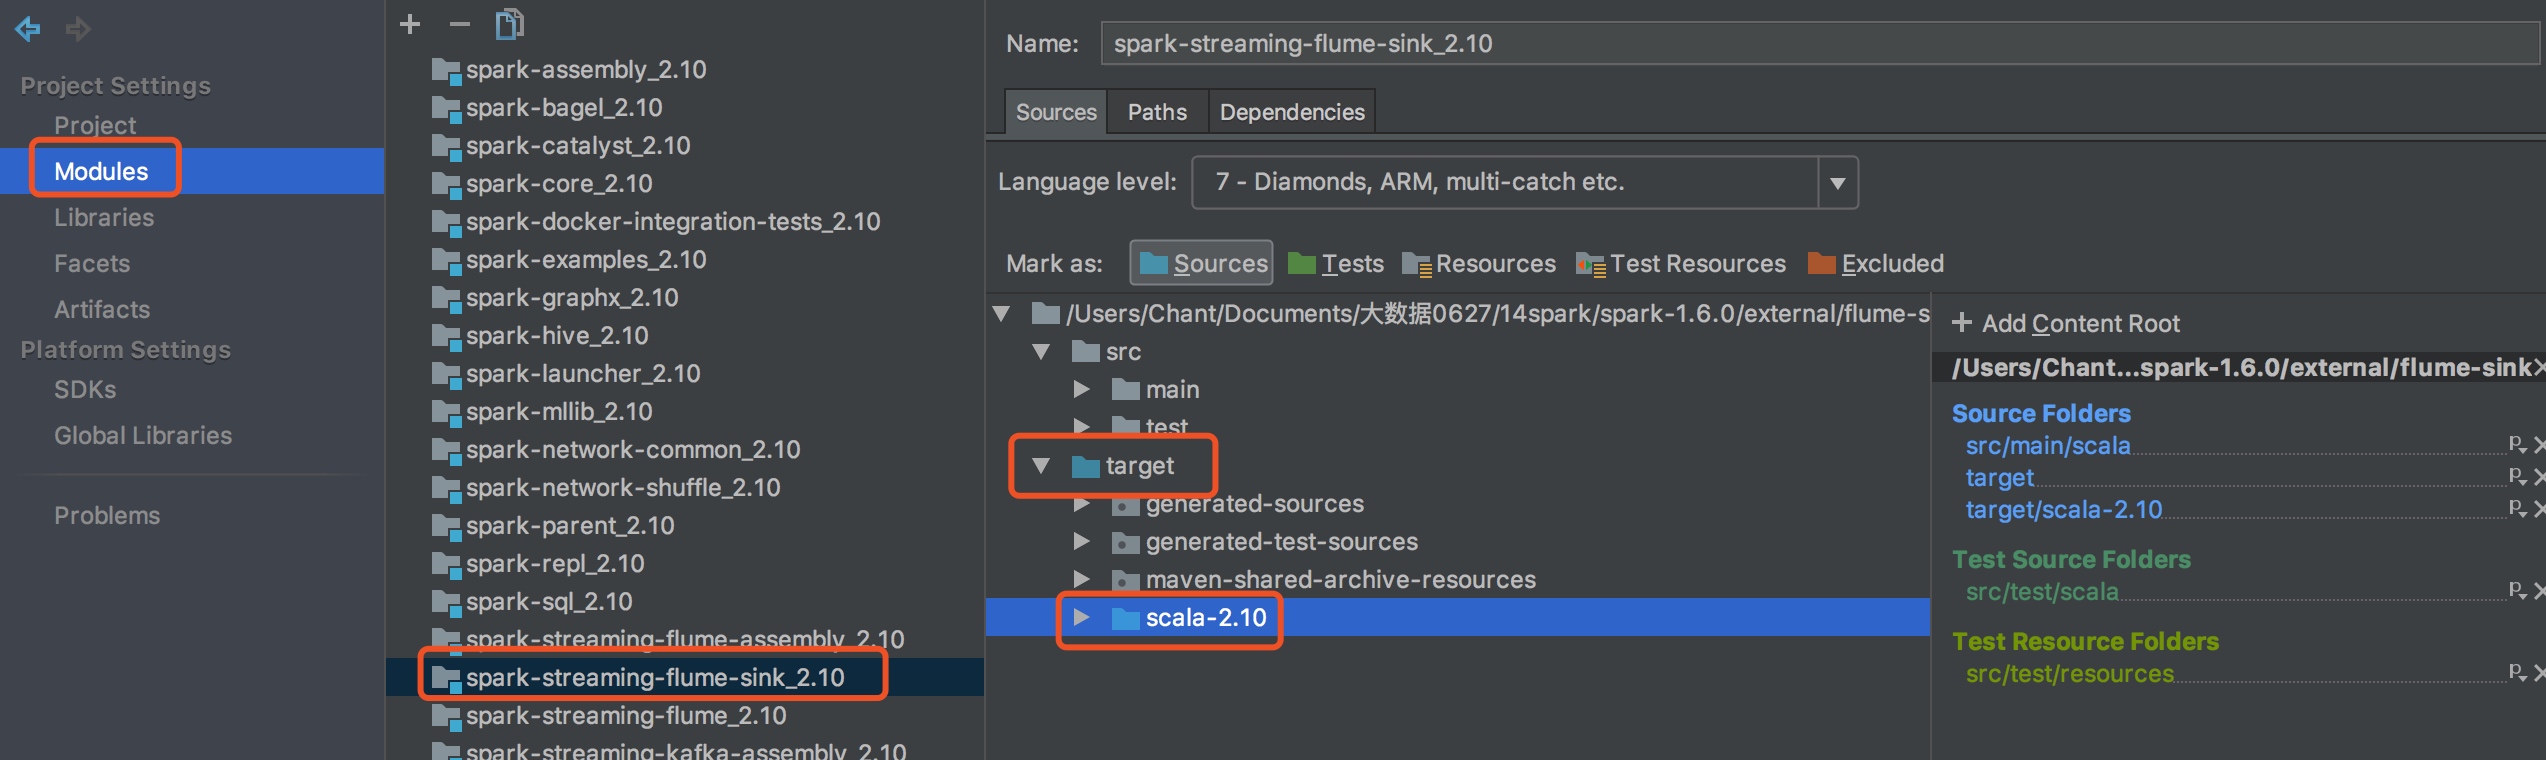 Project Settings
Project
Modules
Libraries
Facets
Artifacts
Platform Settings
SDKs
Global Libraries
Problems
spark-assembly_2.10
spark-bagel_2.10
spark-catalyst_2.10
spark-core_2.10
spark-docker-integration-tests_2.10
spark-examples_2.10
spark-graphx_2.10
spark-hive_2.10
spark-launcher_2.10
spark-mllib_2.10
spark-network-common_2.10
spark-network-shuffle_2.10
spark-parent_2.10
spark-repl_2.10
spark-sql_2.10
spark-streaming-flume-assembly_2.10
spark-streaming-flume-sink_2.10
spark-streaming-flume_2.10
spark-streaming-kafka-assembly_2.10
Name: spark-streaming-flume-sink_2.10
Sources Paths Dependencies
Language level: 7 - Diamonds, ARM, multi-catch etc.
Mark as: Sources Tests Resources Test Resources Excluded
/Users/Chant/Documents/大数据0627/14spark/spark-1.6.0/external/flume-s
src
main
test
target
generated-sources
generated-test-sources
maven-shared-archive-resources
scala-2.10
Add Content Root
/Users/Chant...spark-1.6.0/external/flume-sink
Source Folders
src/main/scala
target
target/scala-2.10
Test Source Folders
src/test/scala
Test Resource Folders
src/test/resources